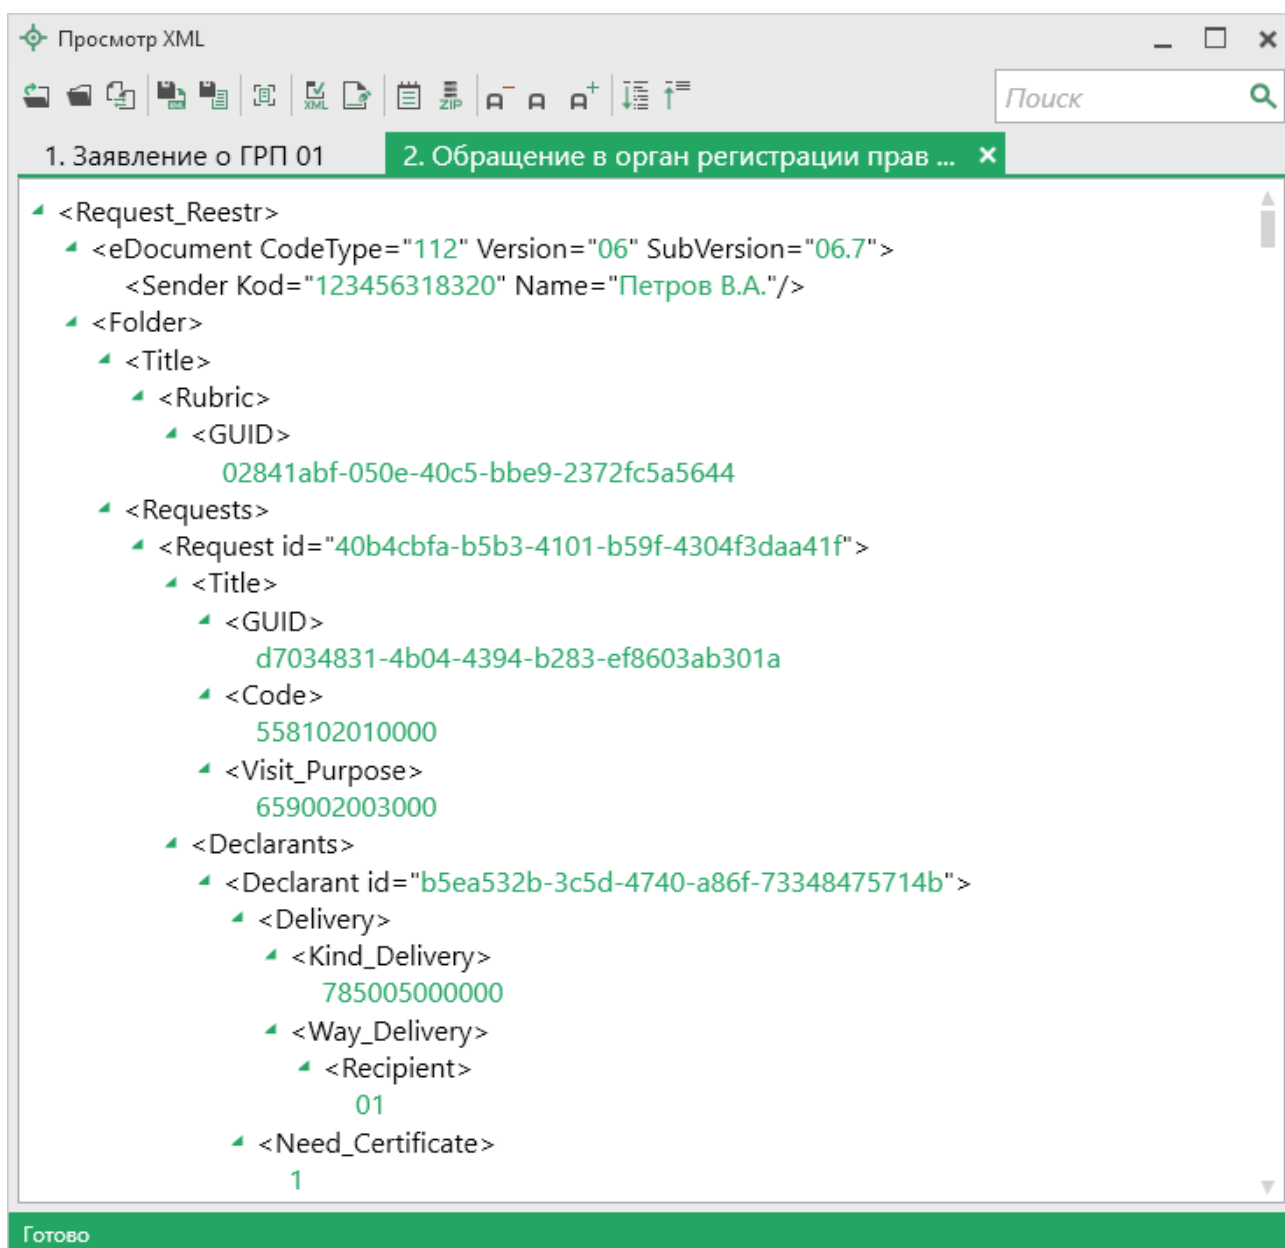 Просмотр XML
XML ZIP A A A Поиск
1. Заявление о ГРП 01 2. Обращение в орган регистрации прав ...
<Request_Reestr>
<eDocument CodeType="112" Version="06" SubVersion="06.7">
<Sender Kod="123456318320" Name="Петров В.А."/>
<Folder>
<Title>
<Rubric>
<GUID>
02841abf-050e-40c5-bbe9-2372fc5a5644
<Requests>
<Request id="40b4cbfa-b5b3-4101-b59f-4304f3daa41f">
<Title>
<GUID>
d7034831-4b04-4394-b283-ef8603ab301a
<Code>
558102010000
<Visit_Purpose>
659002003000
<Declarants>
<Declarant id="b5ea532b-3c5d-4740-a86f-73348475714b">
<Delivery>
<Kind_Delivery>
785005000000
<Way_Delivery>
<Recipient>
01
<Need_Certificate>
1
Готово